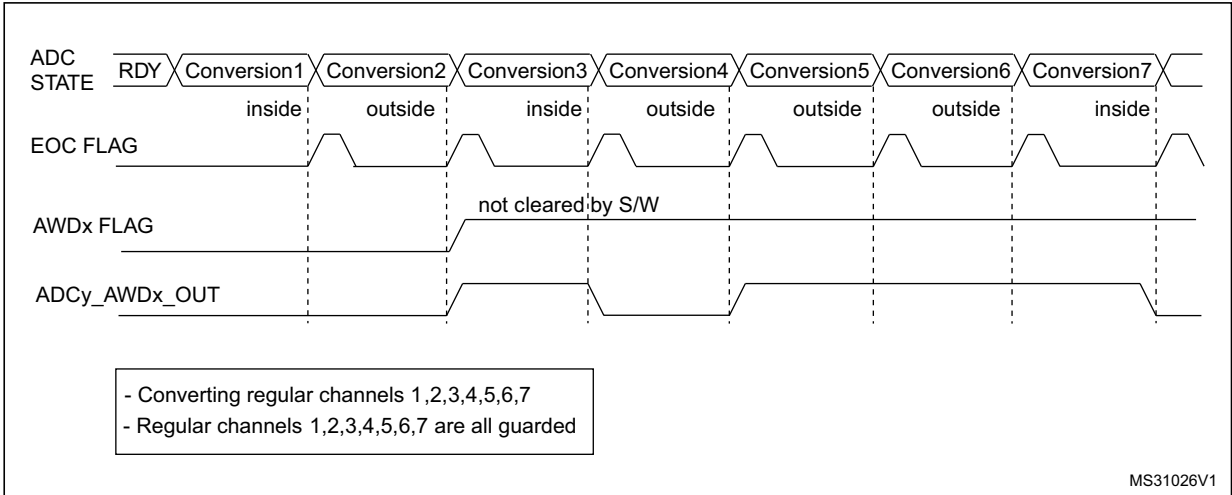 ADC
STATE
RDY Conversion1 Conversion2 Conversion3 Conversion4 Conversion5 Conversion6 Conversion7
inside outside inside outside outside outside inside
EOC FLAG
not cleared by S/W
AWDx FLAG
ADCy_AWDx_OUT
- Converting regular channels 1,2,3,4,5,6,7
- Regular channels 1,2,3,4,5,6,7 are all guarded
MS31026V1